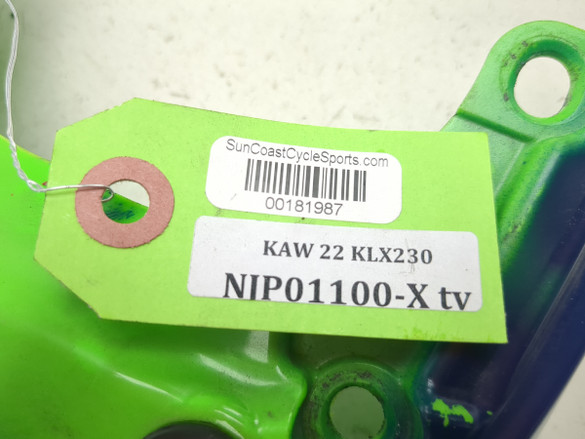 SunCoastCycleSports.com
00181987
KAW 22 KLX230
NIP01100-X tv